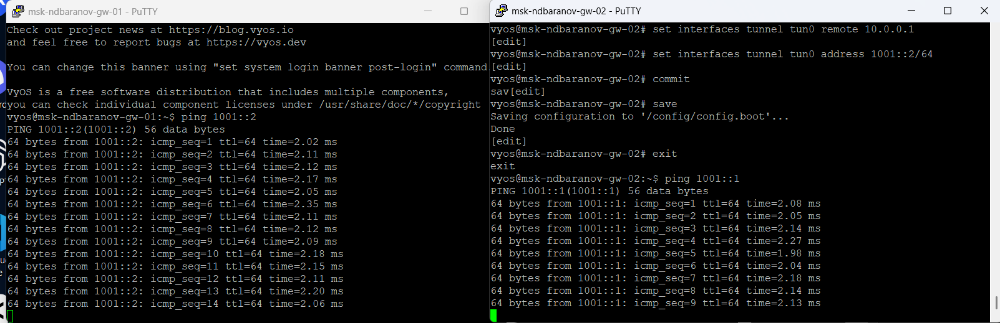 msk-ndbaranov-gw-01 - PuTTY
Check out project news at https://blog.vyos.io
and feel free to report bugs at https://vyos.dev
You can change this banner using "set system login banner post-login" command
VyOS is a free software distribution that includes multiple components,
you can check individual component licenses under /usr/share/doc/*/copyright
vyos@msk-ndbaranov-gw-01:~$ ping 1001::2
PING 1001::2(1001::2) 56 data bytes
64 bytes from 1001::2: icmp_seq=1 ttl=64 time=2.02 ms
64 bytes from 1001::2: icmp_seq=2 ttl=64 time=2.11 ms
64 bytes from 1001::2: icmp_seq=3 ttl=64 time=2.12 ms
64 bytes from 1001::2: icmp_seq=4 ttl=64 time=2.17 ms
64 bytes from 1001::2: icmp_seq=5 ttl=64 time=2.05 ms
64 bytes from 1001::2: icmp_seq=6 ttl=64 time=2.35 ms
64 bytes from 1001::2: icmp_seq=7 ttl=64 time=2.11 ms
64 bytes from 1001::2: icmp_seq=8 ttl=64 time=2.12 ms
64 bytes from 1001::2: icmp_seq=9 ttl=64 time=2.09 ms
64 bytes from 1001::2: icmp_seq=10 ttl=64 time=2.18 ms
64 bytes from 1001::2: icmp_seq=11 ttl=64 time=2.15 ms
64 bytes from 1001::2: icmp_seq=12 ttl=64 time=2.11 ms
64 bytes from 1001::2: icmp_seq=13 ttl=64 time=2.20 ms
64 bytes from 1001::2: icmp_seq=14 ttl=64 time=2.06 ms
msk-ndbaranov-gw-02 - PuTTY
vyos@msk-ndbaranov-gw-02# set interfaces tunnel tun0 remote 10.0.0.1
[edit]
vyos@msk-ndbaranov-gw-02# set interfaces tunnel tun0 address 1001::2/64
[edit]
vyos@msk-ndbaranov-gw-02# commit
sav[edit]
vyos@msk-ndbaranov-gw-02# save
Saving configuration to '/config/config.boot'...
Done
[edit]
vyos@msk-ndbaranov-gw-02# exit
exit
vyos@msk-ndbaranov-gw-02:~$ ping 1001::1
PING 1001::1(1001::1) 56 data bytes
64 bytes from 1001::1: icmp_seq=1 ttl=64 time=2.08 ms
64 bytes from 1001::1: icmp_seq=2 ttl=64 time=2.05 ms
64 bytes from 1001::1: icmp_seq=3 ttl=64 time=2.14 ms
64 bytes from 1001::1: icmp_seq=4 ttl=64 time=2.27 ms
64 bytes from 1001::1: icmp_seq=5 ttl=64 time=1.98 ms
64 bytes from 1001::1: icmp_seq=6 ttl=64 time=2.04 ms
64 bytes from 1001::1: icmp_seq=7 ttl=64 time=2.18 ms
64 bytes from 1001::1: icmp_seq=8 ttl=64 time=2.14 ms
64 bytes from 1001::1: icmp_seq=9 ttl=64 time=2.13 ms